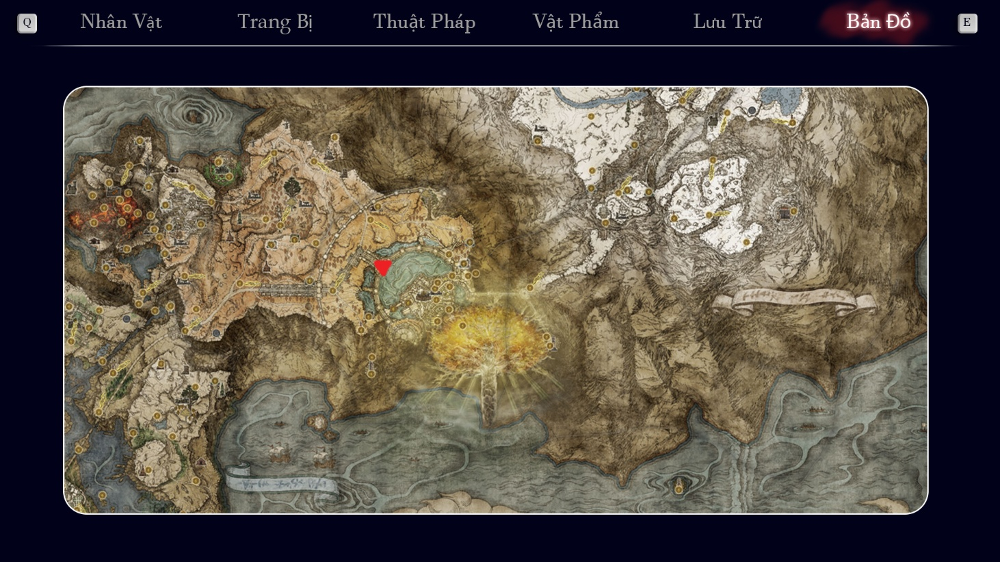 Q
Nhân Vật
Trang Bị
Thuật Pháp
Vật Phẩm
Lưu Trữ
Bản Đồ
E